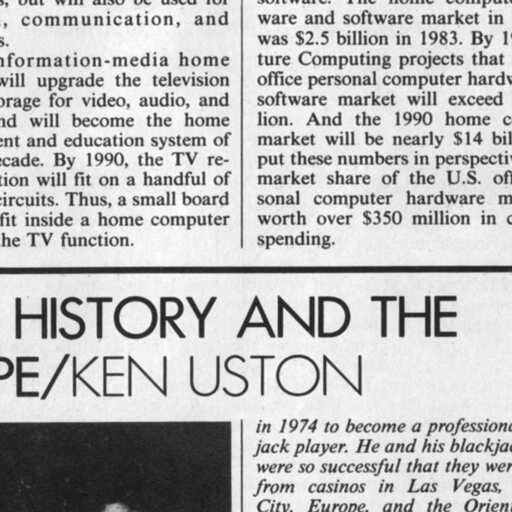 , but will also be used for
, communication, and
s.
nformation-media home
will upgrade the television
orage for video, audio, and
nd will become the home
ent and education system of
ecade. By 1990, the TV re-
tion will fit on a handful of
circuits. Thus, a small board
fit inside a home computer
the TV function.
software. The home
ware and software market in
was $2.5 billion in 1983. By
ture Computing projects that
office personal computer hardw
software market will exceed
lion. And the 1990 home c
market will be nearly $14 bil
put these numbers in perspectiv
market share of the U.S. of
sonal computer hardware m
worth over $350 million in
spending.
HISTORY AND THE
PE/KEN USTON
in 1974 to become a profession
jack player. He and his blackja
were so successful that they wer
from casinos in Las Vegas,
City, Europe, and the Orien